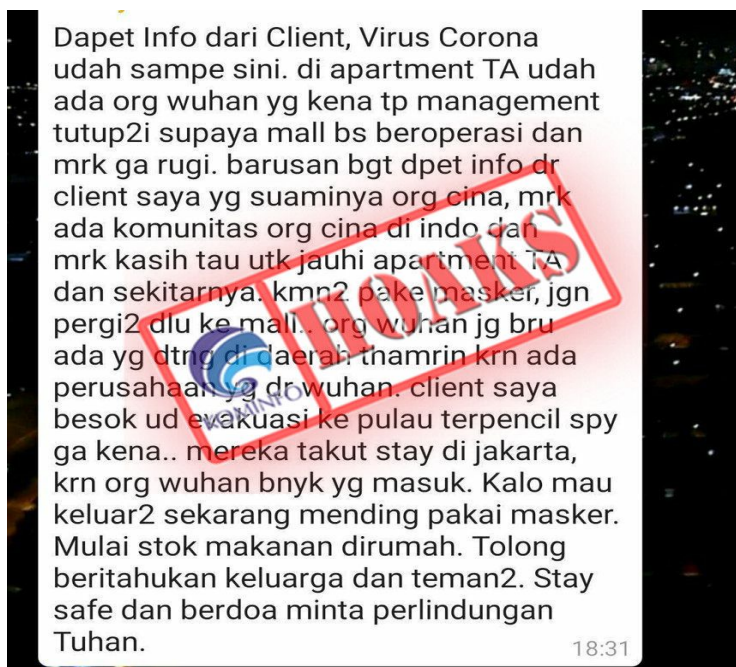 Dapet Info dari Client, Virus Corona
udah sampe sini. di apartment TA udah
ada org wuhan yg kena tp management
tutup2i supaya mall bs beroperasi dan
mrk ga rugi. barusan bgt dpet info dr
client saya yg suaminya org cina, mrk
ada komunitas org cina di indo dan
mrk kasih tau utk jauhi apartment TA
dan sekitarnya. kmn2 pake masker, jgn
pergi2 dlu ke mall.. org wuhan jg bru
ada yg dtng di daerah thamrin krn ada
perusahaan yg dr wuhan. client saya
besok ud evakuasi ke pulau terpencil spy
ga kena.. mereka takut stay di jakarta,
krn org wuhan bnyk yg masuk. Kalo mau
keluar2 sekarang mending pakai masker.
Mulai stok makanan dirumah. Tolong
beritahukan keluarga dan teman2. Stay
safe dan berdoa minta perlindungan
Tuhan.
18:31
HOAKS
KOMINFO